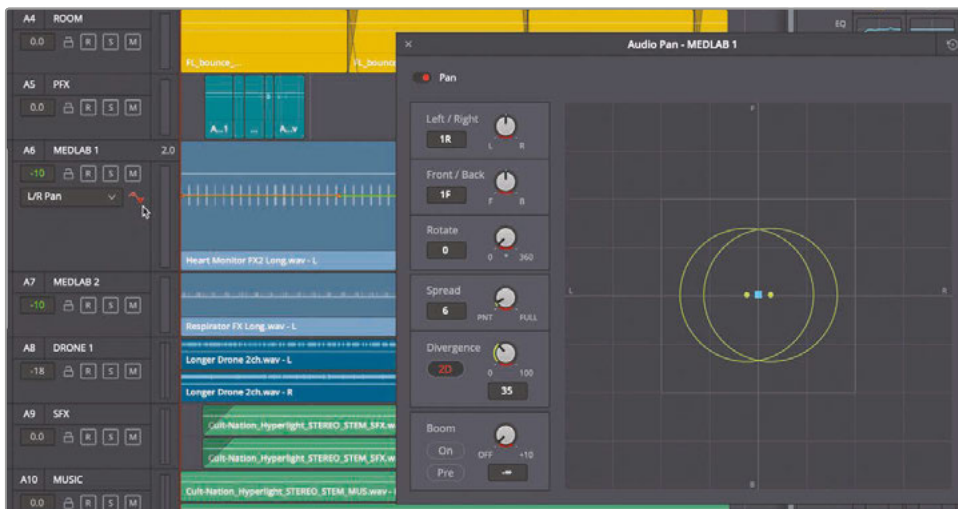 A4 ROOM
0.0 R S M
FL_bounce_...
FL_bounce
EQ
× Audio Pan - MEDLAB 1
Pan
A5 PFX
0.0 R S M
A...1 ... A...v
A6 MEDLAB 1 2.0
-10 R S M
L/R Pan
Heart Monitor FX2 Long.wav - L
A7 MEDLAB 2
-10 R S M
Respirator FX Long.wav - L
A8 DRONE 1
-18 R S M
Longer Drone 2ch.wav - L
Longer Drone 2ch.wav - R
A9 SFX
0.0 R S M
Cult-Nation_Hyperlight_STEREO_STEM_SFX.w
Cult-Nation_Hyperlight_STEREO_STEM_SFX.w
A10 MUSIC
0.0 R S M
Cult-Nation_Hyperlight_STEREO_STEM_MUS.wav -
Left / Right
1R
L R
Front / Back
1F
F B
Rotate
0
0 * 360
Spread
6
PNT FULL
Divergence
2D
0 100
35
Boom
On
OFF +10
Pre
-∞
F
L
R
B